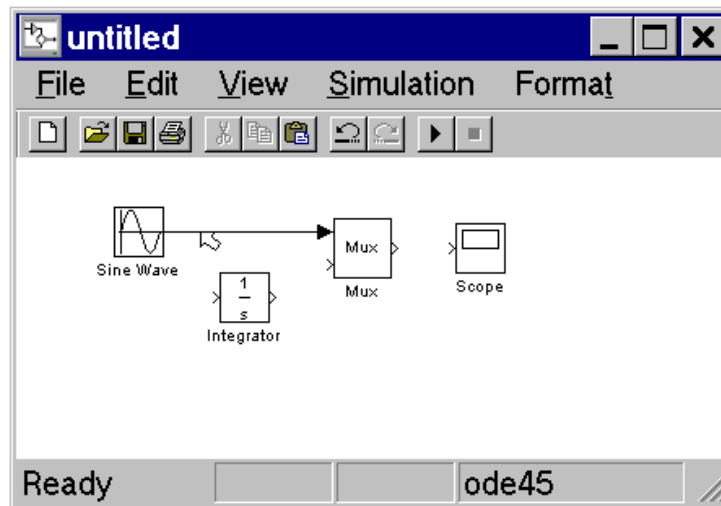 untitled
File Edit View Simulation Format
Sine Wave
Mux
Mux
Scope
1
s
Integrator
Ready ode45